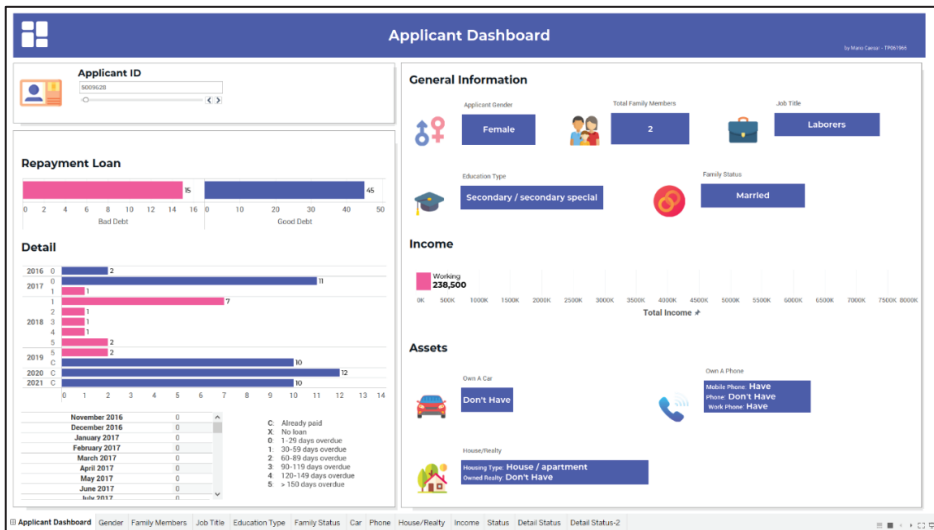 Applicant Dashboard
by Mario Caesar - TP061965
Applicant ID
5009628
Repayment Loan
15
45
0 2 4 6 8 10 12 14 16 0 10 20 30 40 50
Bad Debt Good Debt
Detail
2016 0 2
2017 0 11
1 1
2018 1 7
2 1
3 1
4 1
5 2
2019 5 2
C 10
2020 C 12
2021 C 10
0 1 2 3 4 5 6 7 8 9 10 11 12 13 14
November 2016 0
December 2016 0
January 2017 0
February 2017 0
March 2017 0
April 2017 0
May 2017 0
June 2017 0
July 2017 0
C: Already paid
X: No loan
0: 1-29 days overdue
1: 30-59 days overdue
2: 60-89 days overdue
3: 90-119 days overdue
4: 120-149 days overdue
5: > 150 days overdue
General Information
Applicant Gender
Female
Total Family Members
2
Job Title
Laborers
Education Type
Secondary / secondary special
Family Status
Married
Income
Working
238,500
0K 500K 1000K 1500K 2000K 2500K 3000K 3500K 4000K 4500K 5000K 5500K 6000K 6500K 7000K 7500K 8000K
Total Income
Assets
Own A Car
Don't Have
Own A Phone
Mobile Phone: Have
Phone: Don't Have
Work Phone: Have
House/Realty
Housing Type: House / apartment
Owned Realty: Don't Have
Applicant Dashboard Gender Family Members Job Title Education Type Family Status Car Phone House/Realty Income Status Detail Status Detail Status-2